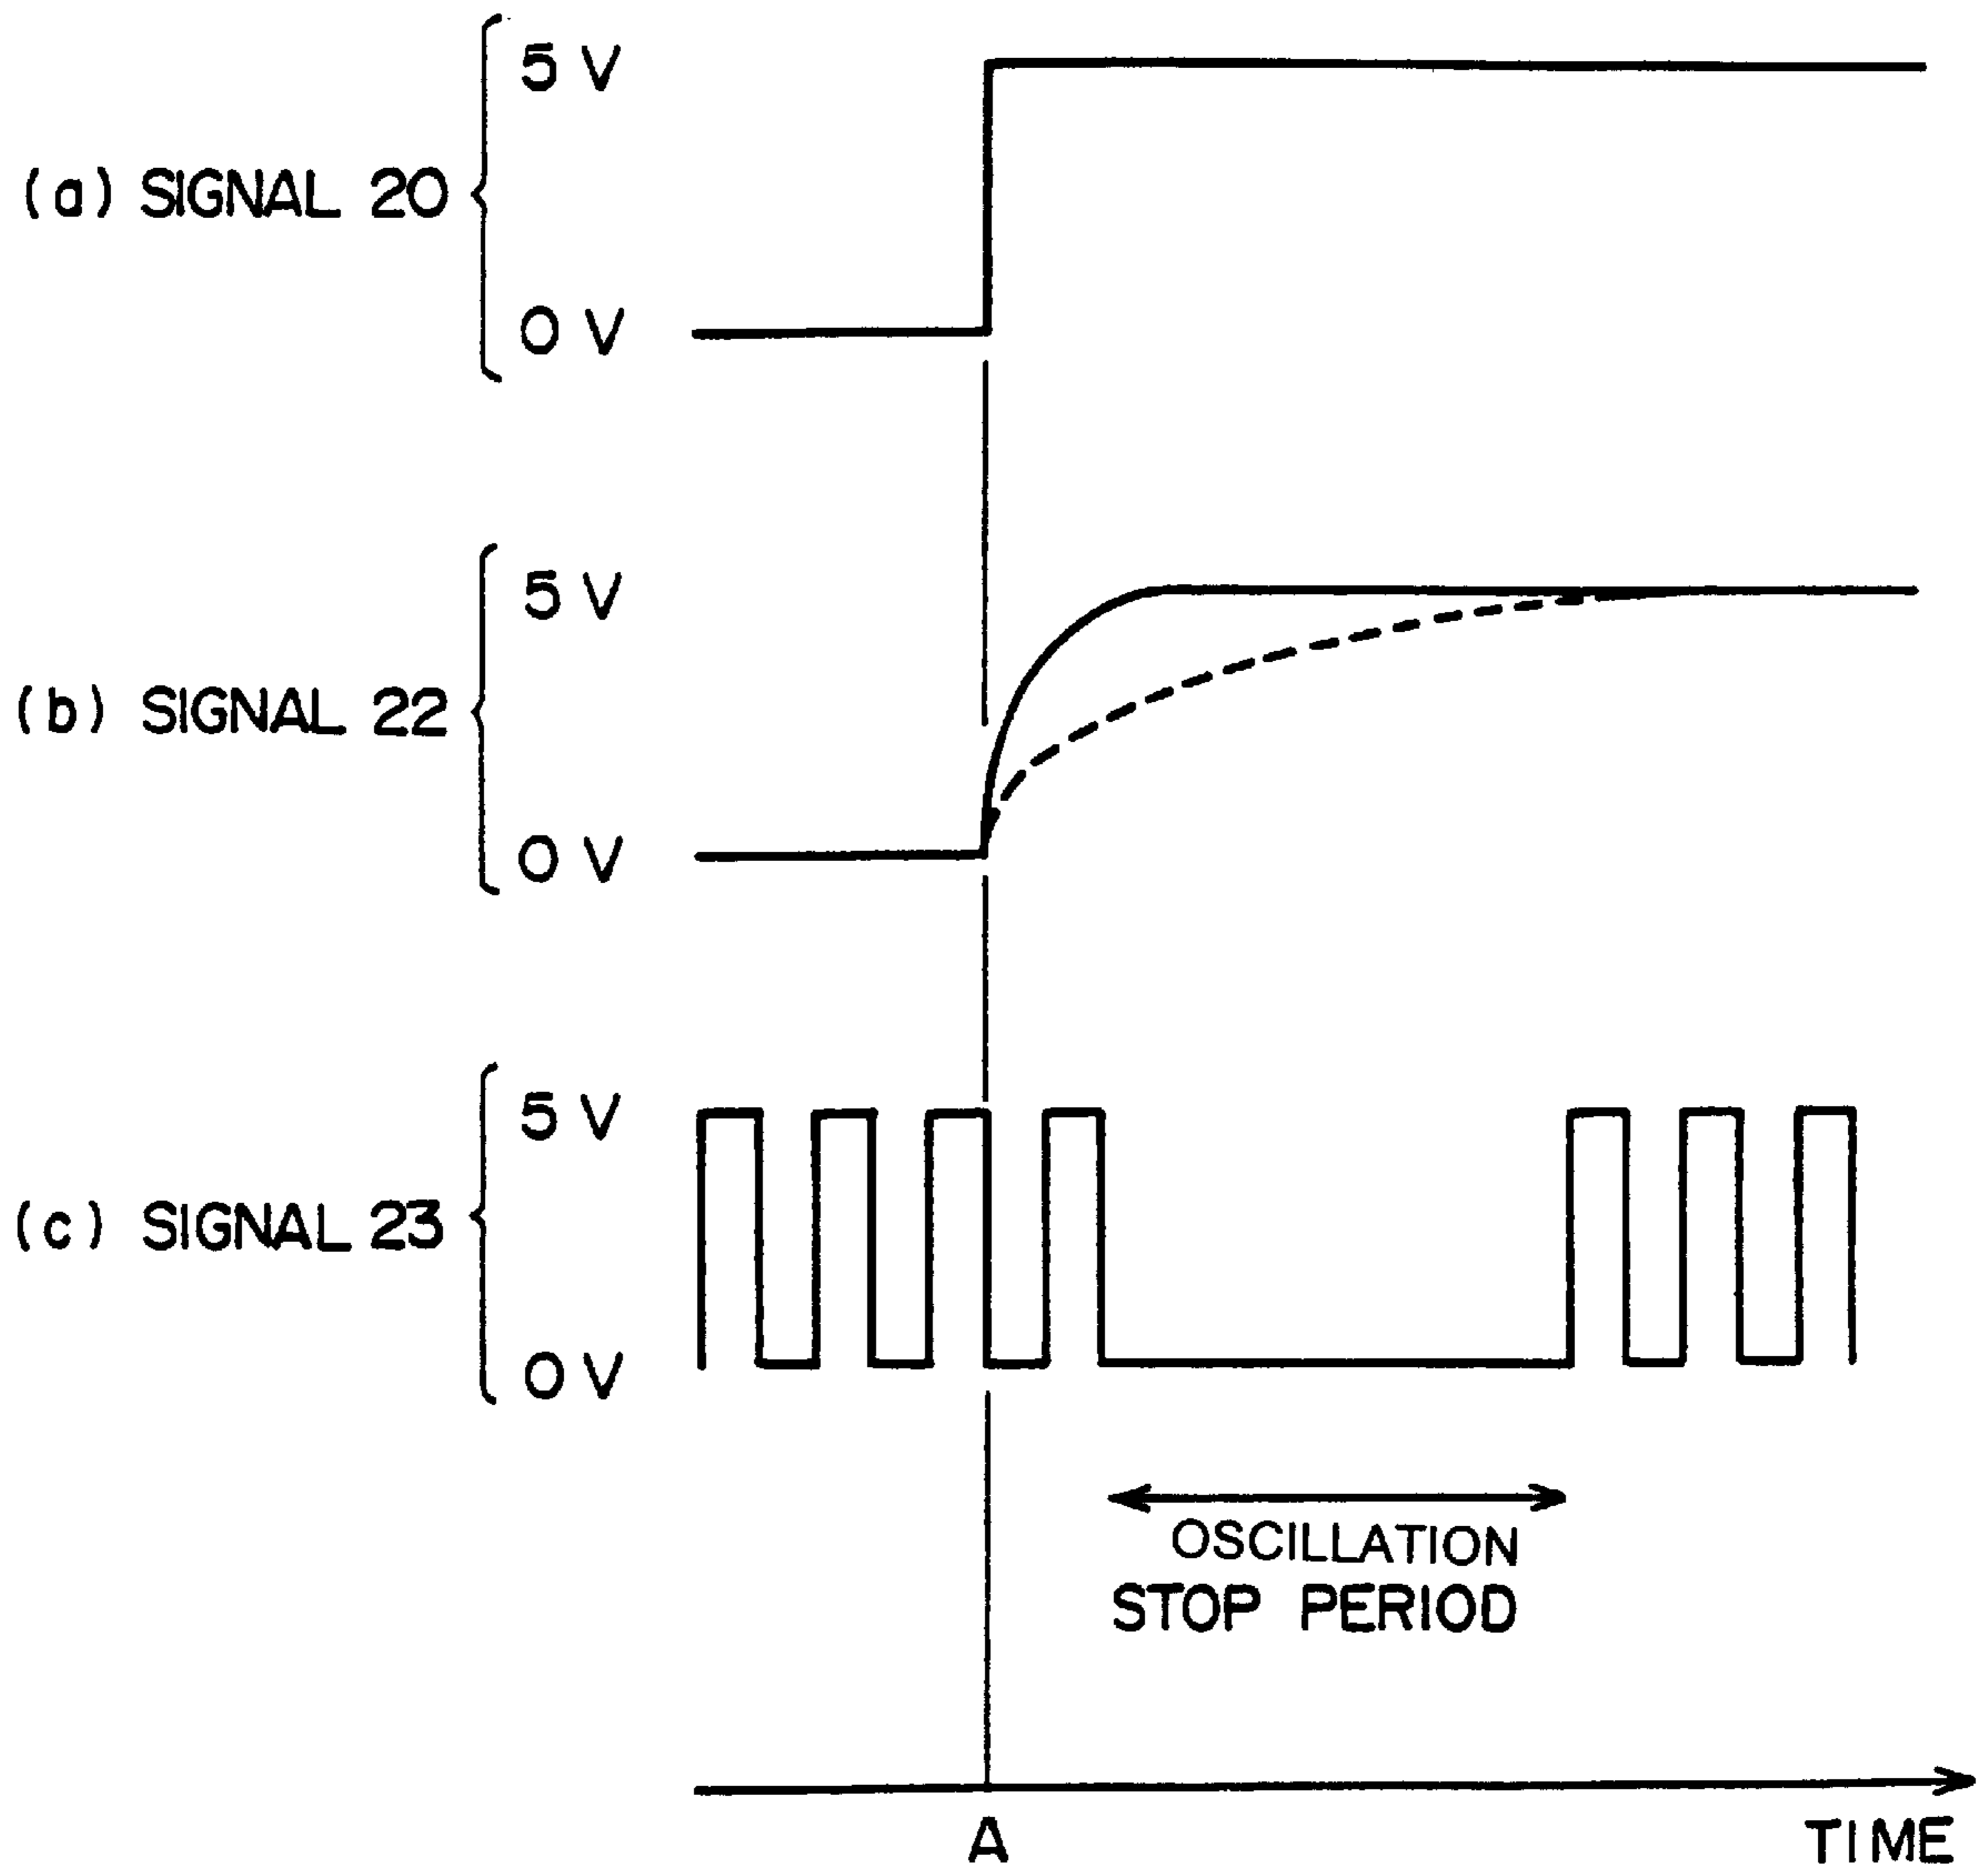 5 V
(a) SIGNAL 20
0 V
5 V
(b) SIGNAL 22
0 V
5 V
(c) SIGNAL 23
0 V
OSCILLATION
STOP PERIOD
A
TIME